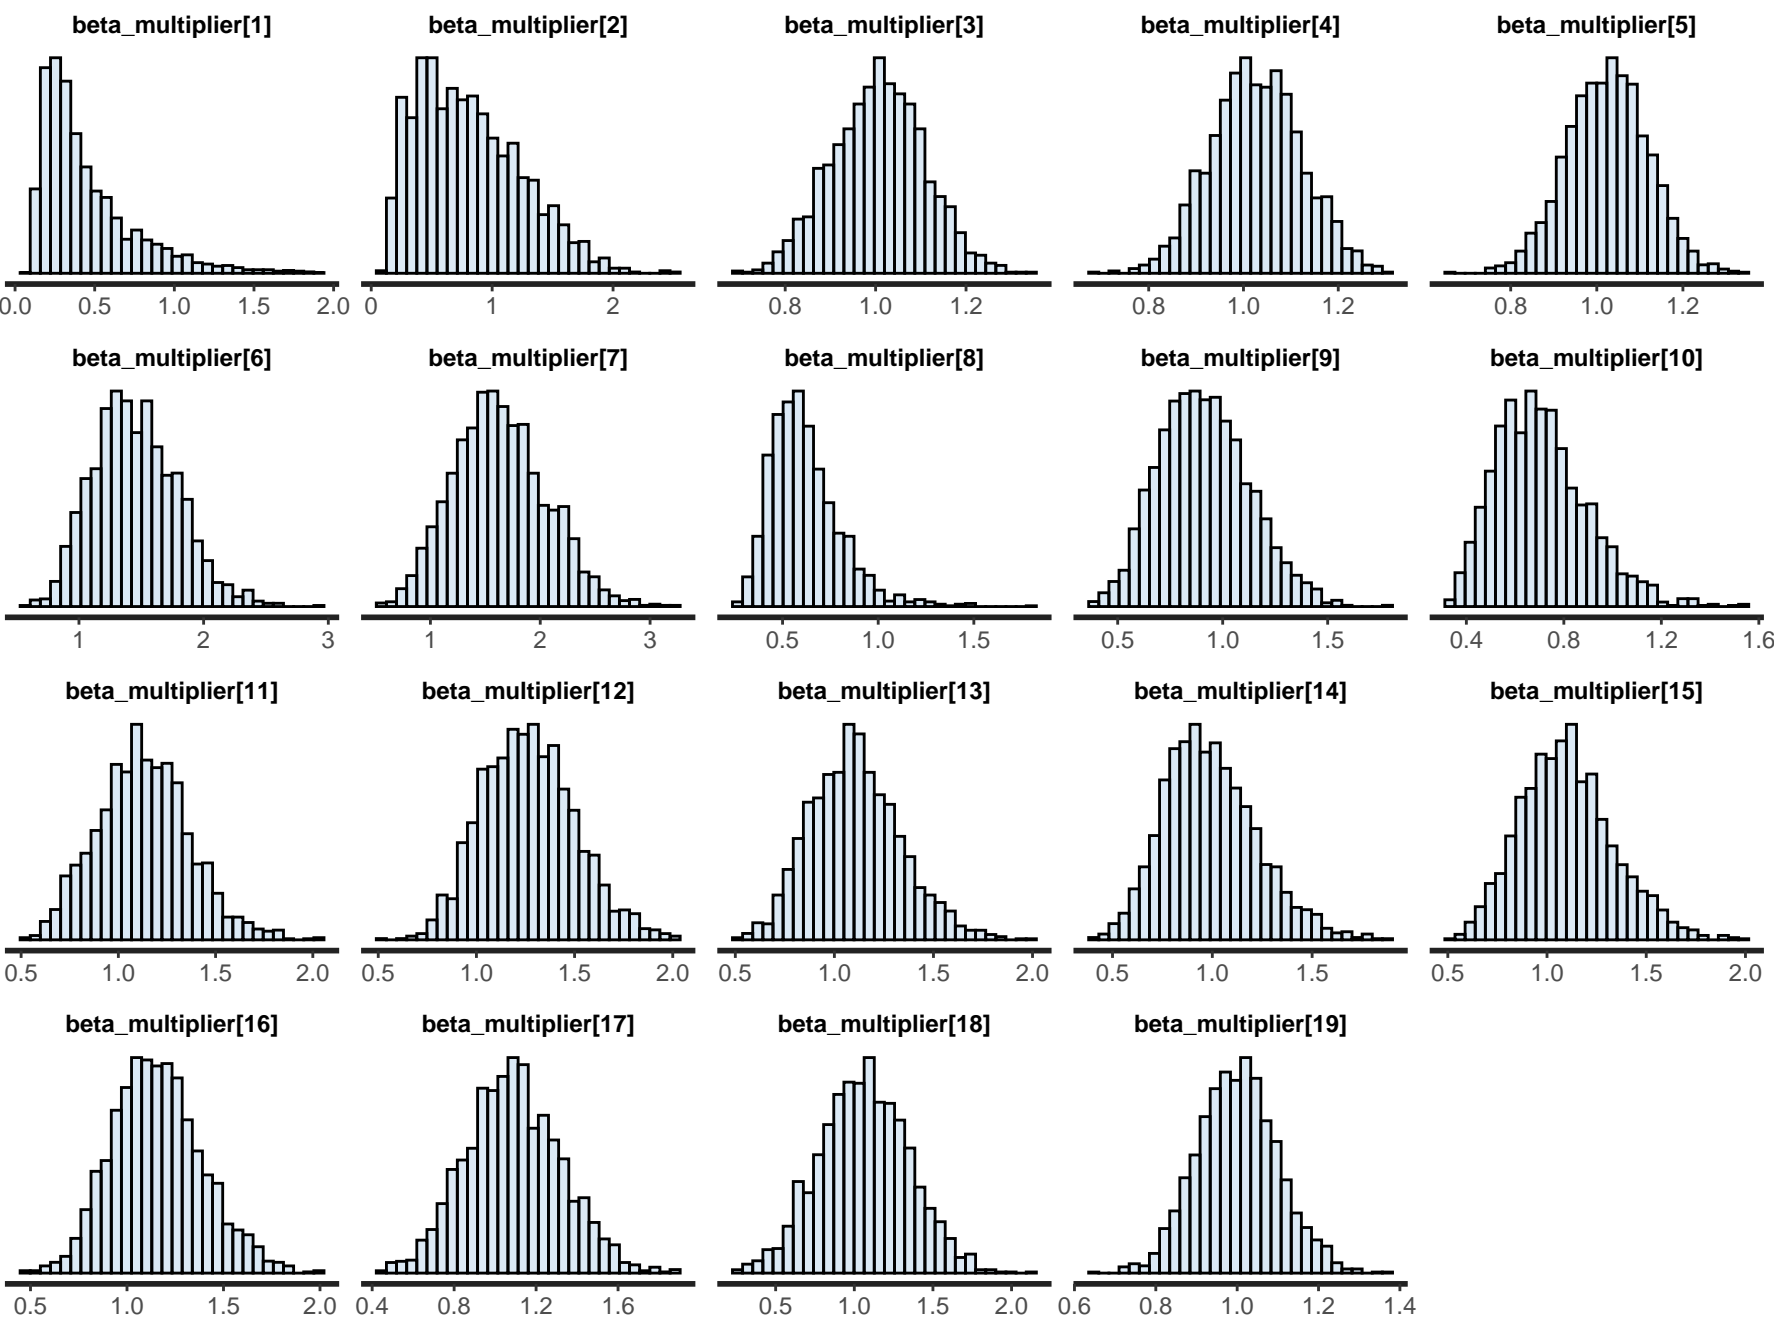 beta_multiplier[1] beta_multiplier[2] beta_multiplier[3] beta_multiplier[4] beta_multiplier[5]
0.0 0.5 1.0 1.5 2.0 0 1 2 0.8 1.0 1.2 0.8 1.0 1.2 0.8 1.0 1.2
beta_multiplier[6] beta_multiplier[7] beta_multiplier[8] beta_multiplier[9] beta_multiplier[10]
1 2 3 1 2 3 0.5 1.0 1.5 0.5 1.0 1.5 0.4 0.8 1.2 1.6
beta_multiplier[11] beta_multiplier[12] beta_multiplier[13] beta_multiplier[14] beta_multiplier[15]
0.5 1.0 1.5 2.0 0.5 1.0 1.5 2.0 0.5 1.0 1.5 2.0 0.5 1.0 1.5 0.5 1.0 1.5 2.0
beta_multiplier[16] beta_multiplier[17] beta_multiplier[18] beta_multiplier[19]
0.5 1.0 1.5 2.0 0.4 0.8 1.2 1.6 0.5 1.0 1.5 2.0 0.6 0.8 1.0 1.2 1.4